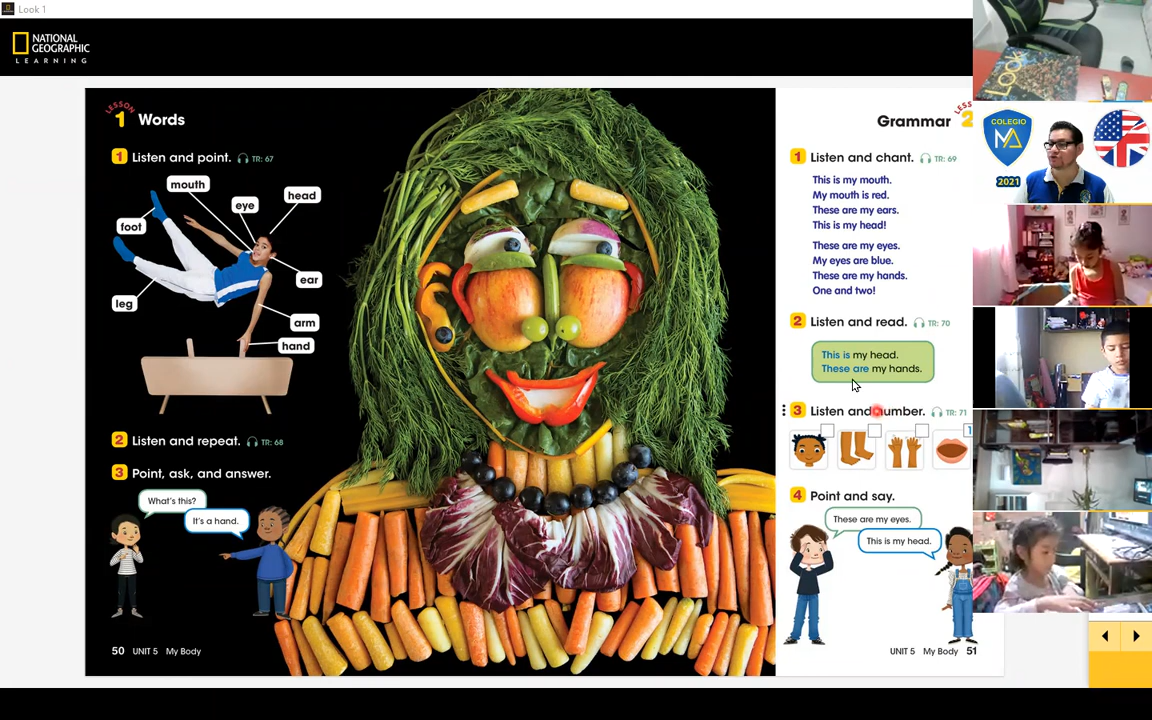 Look 1
NATIONAL
GEOGRAPHIC
LEARNING
LESSON
1 Words
1 Listen and point. TR: 67
mouth
eye
head
foot
ear
leg
arm
hand
2 Listen and repeat. TR: 68
3 Point, ask, and answer.
What's this?
It's a hand.
50 UNIT 5 My Body
Grammar 2
1 Listen and chant. TR: 69
This is my mouth.
My mouth is red.
These are my ears.
This is my head!
These are my eyes.
My eyes are blue.
These are my hands.
One and two!
2 Listen and read. TR: 70
This is my head.
These are my hands.
3 Listen and number. TR: 71
1
4 Point and say.
These are my eyes.
This is my head.
UNIT 5 My Body 51
LOOK
COLEGIO
MA
2021